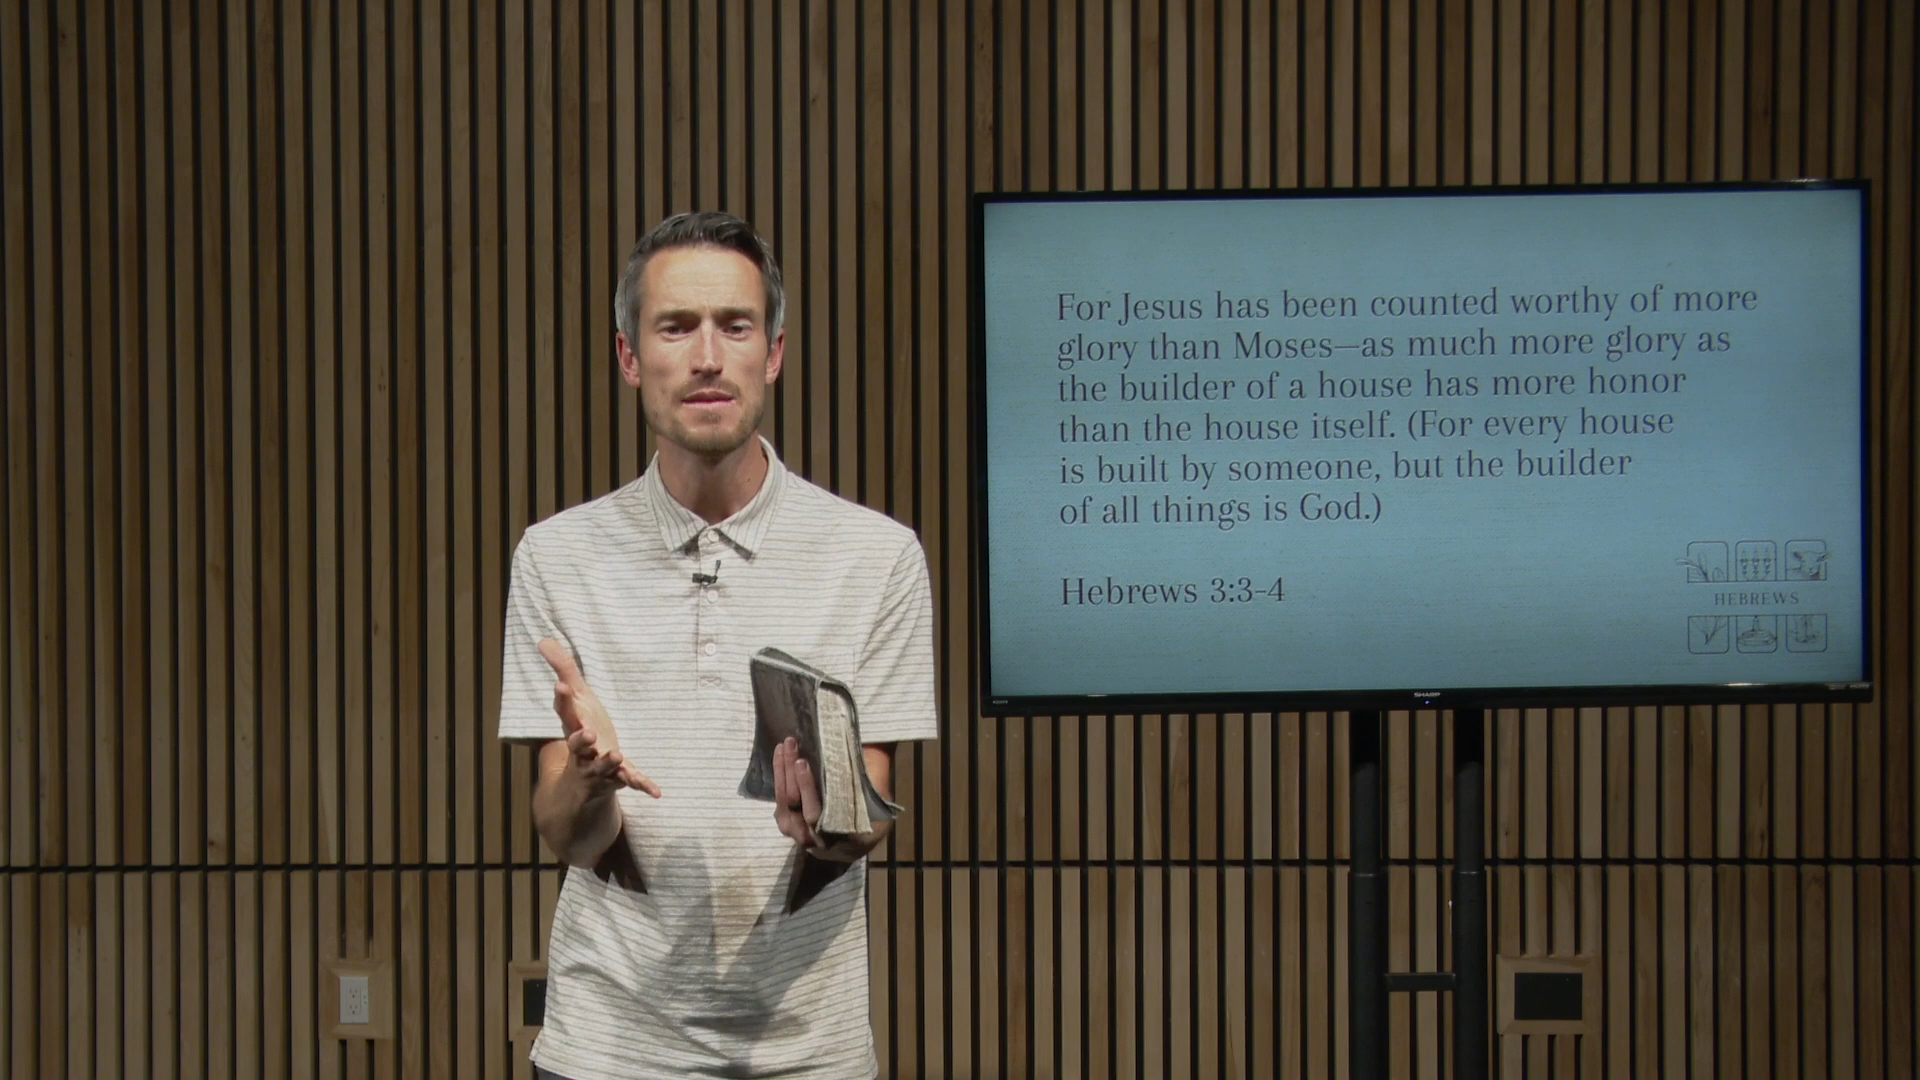 For Jesus has been counted worthy of more
glory than Moses—as much more glory as
the builder of a house has more honor
than the house itself. (For every house
is built by someone, but the builder
of all things is God.)
Hebrews 3:3-4
HEBREWS
SHARP